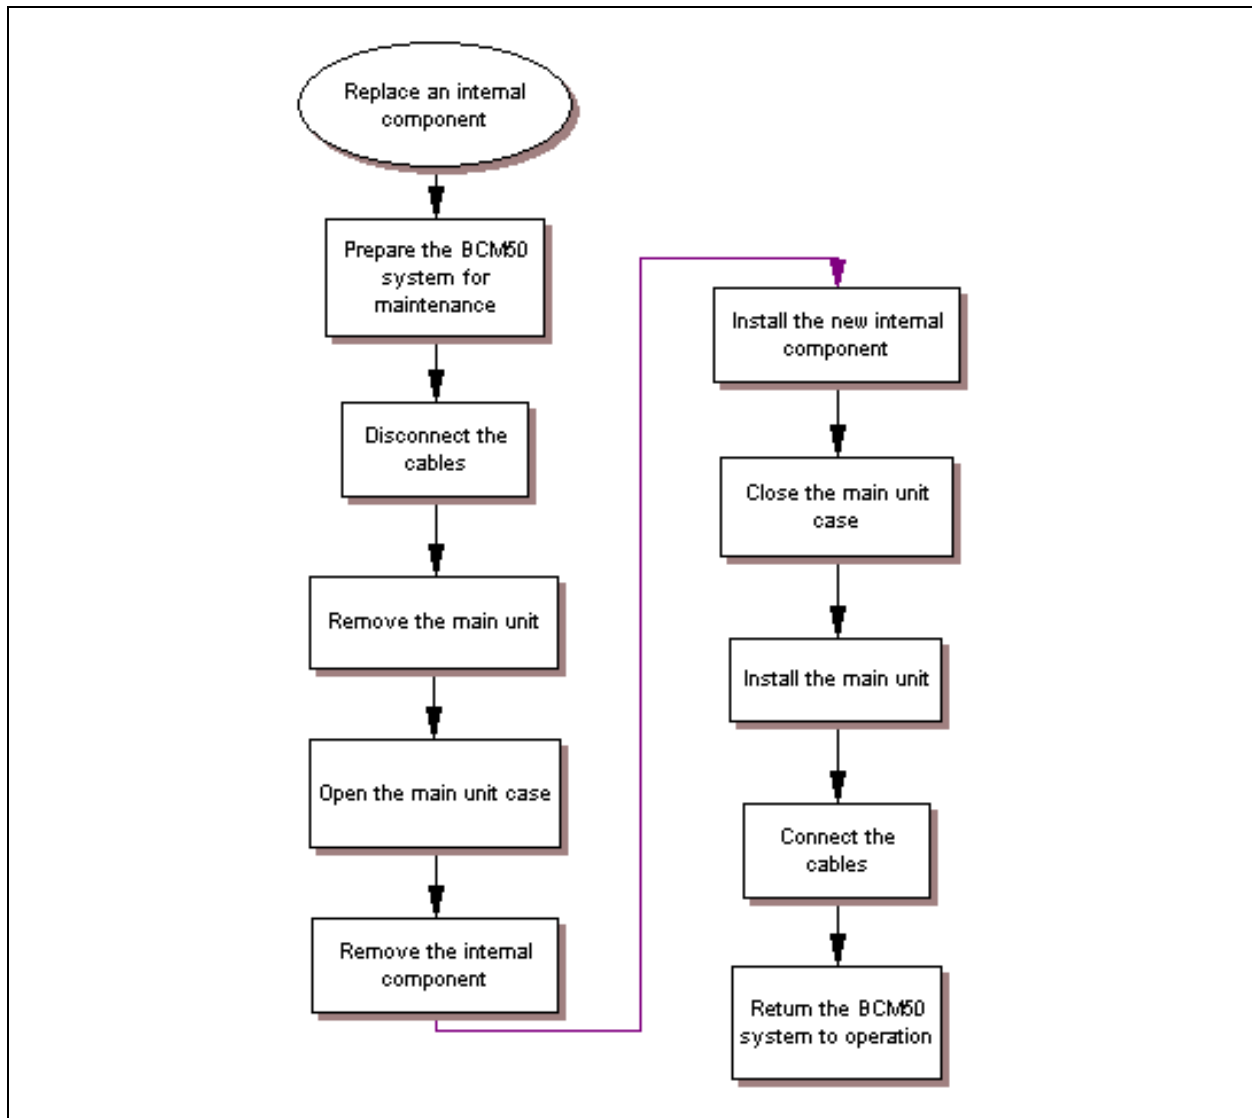 Replace an internal
component
Prepare the BCM50
system for
maintenance
Disconnect the
cables
Remove the main unit
Open the main unit case
Remove the internal
component
Install the new internal
component
Close the main unit
case
Install the main unit
Connect the
cables
Return the BCM50
system to operation